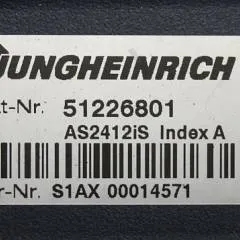 JUNGHEINRICH
t-Nr. 51226801
AS2412iS Index A
r-Nr. S1AX 00014571